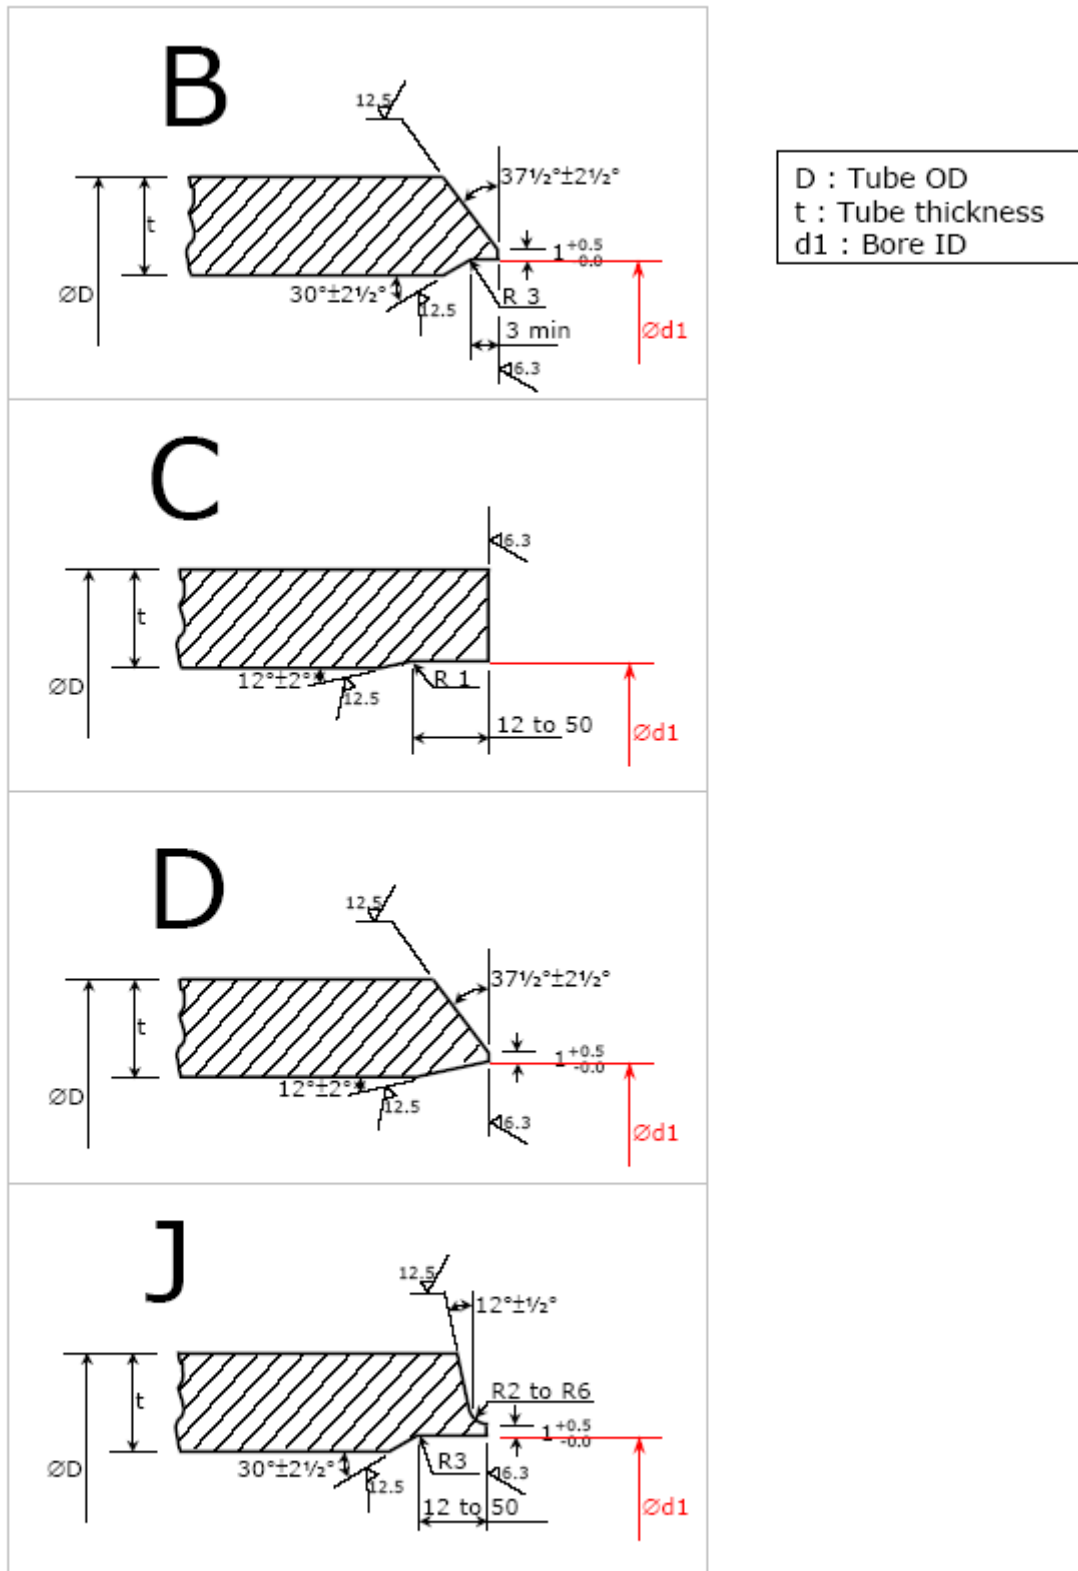 B
12.5
37½°±2½°
t
1 +0.5
0.0
ØD
30°±2½°
12.5
R 3
3 min
Ød1
6.3
D : Tube OD
t : Tube thickness
d1 : Bore ID
C
6.3
t
ØD
12°±2°
12.5
R 1
12 to 50
Ød1
D
12.5
37½°±2½°
t
1 +0.5
-0.0
ØD
12°±2°
12.5
6.3
Ød1
J
12.5
12°±½°
t
R2 to R6
1 +0.5
-0.0
ØD
30°±2½°
12.5
R3
6.3
12 to 50
Ød1